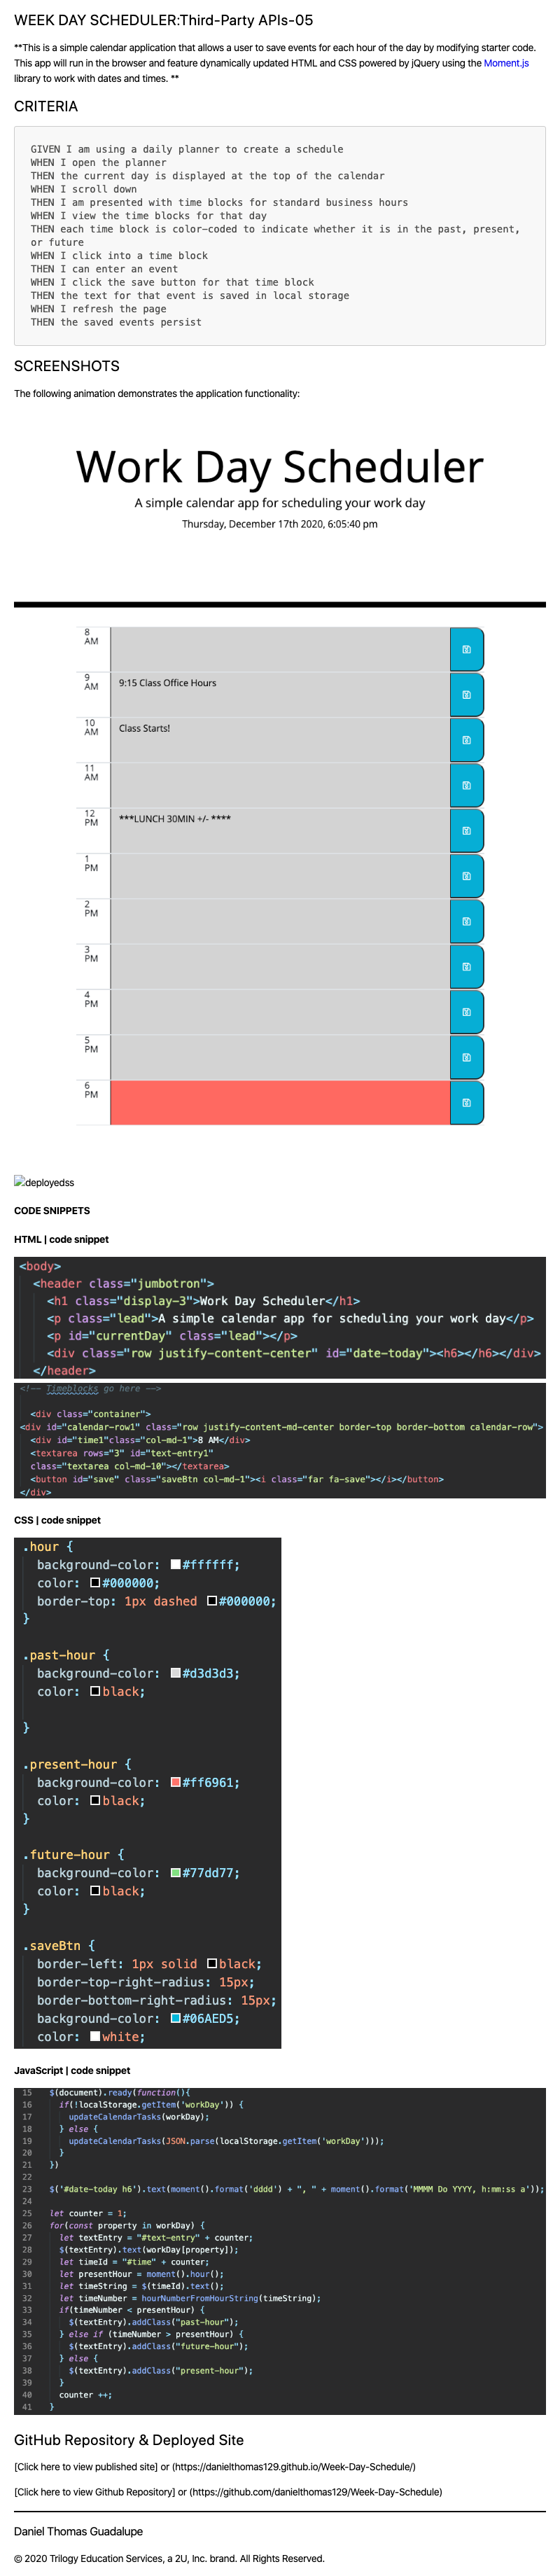 WEEK DAY SCHEDULER:Third-Party APIs-05
**This is a simple calendar application that allows a user to save events for each hour of the day by modifying starter code.
This app will run in the browser and feature dynamically updated HTML and CSS powered by jQuery using the Moment.js
library to work with dates and times. **
CRITERIA
GIVEN I am using a daily planner to create a schedule
WHEN I open the planner
THEN the current day is displayed at the top of the calendar
WHEN I scroll down
THEN I am presented with time blocks for standard business hours
WHEN I view the time blocks for that day
THEN each time block is color-coded to indicate whether it is in the past, present,
or future
WHEN I click into a time block
THEN I can enter an event
WHEN I click the save button for that time block
THEN the text for that event is saved in local storage
WHEN I refresh the page
THEN the saved events persist
SCREENSHOTS
The following animation demonstrates the application functionality:
Work Day Scheduler
A simple calendar app for scheduling your work day
Thursday, December 17th 2020, 6:05:40 pm
8
AM
9
AM
9:15 Class Office Hours
10
AM
Class Starts!
11
AM
12
PM
***LUNCH 30MIN +/- ****
1
PM
2
PM
3
PM
4
PM
5
PM
6
PM
deployedss
CODE SNIPPETS
HTML | code snippet
<body>
<header class="jumbotron">
<h1 class="display-3">Work Day Scheduler</h1>
<p class="lead">A simple calendar app for scheduling your work day</p>
<p id="currentDay" class="lead"></p>
<div class="row justify-content-center" id="date-today"><h6></h6></div>
</header>
<!-- Timeblocks go here -->
<div class="container">
<div id="calendar-row1" class="row justify-content-md-center border-top border-bottom calendar-row">
<div id="time1"class="col-md-1">8 AM</div>
<textarea rows="3" id="text-entry1"
class="textarea col-md-10"></textarea>
<button id="save" class="saveBtn col-md-1"><i class="far fa-save"></i></button>
</div>
CSS | code snippet
.hour {
background-color: #ffffff;
color: #000000;
border-top: 1px dashed #000000;
}
.past-hour {
background-color: #d3d3d3;
color: black;
}
.present-hour {
background-color: #ff6961;
color: black;
}
.future-hour {
background-color: #77dd77;
color: black;
}
.saveBtn {
border-left: 1px solid black;
border-top-right-radius: 15px;
border-bottom-right-radius: 15px;
background-color: #06AED5;
color: white;
JavaScript | code snippet
15 $(document).ready(function(){
16 if(!localStorage.getItem('workDay')) {
17 updateCalendarTasks(workDay);
18 } else {
19 updateCalendarTasks(JSON.parse(localStorage.getItem('workDay')));
20 }
21 })
22
23 $('#date-today h6').text(moment().format('dddd') + ", " + moment().format('MMMM Do YYYY, h:mm:ss a'));
24
25 let counter = 1;
26 for(const property in workDay) {
27 let textEntry = "#text-entry" + counter;
28 $(textEntry).text(workDay[property]);
29 let timeId = "#time" + counter;
30 let presentHour = moment().hour();
31 let timeString = $(timeId).text();
32 let timeNumber = hourNumberFromHourString(timeString);
33 if(timeNumber < presentHour) {
34 $(textEntry).addClass("past-hour");
35 } else if (timeNumber > presentHour) {
36 $(textEntry).addClass("future-hour");
37 } else {
38 $(textEntry).addClass("present-hour");
39 }
40 counter ++;
41 }
GitHub Repository & Deployed Site
[Click here to view published site] or (https://danielthomas129.github.io/Week-Day-Schedule/)
[Click here to view Github Repository] or (https://github.com/danielthomas129/Week-Day-Schedule)
Daniel Thomas Guadalupe
© 2020 Trilogy Education Services, a 2U, Inc. brand. All Rights Reserved.